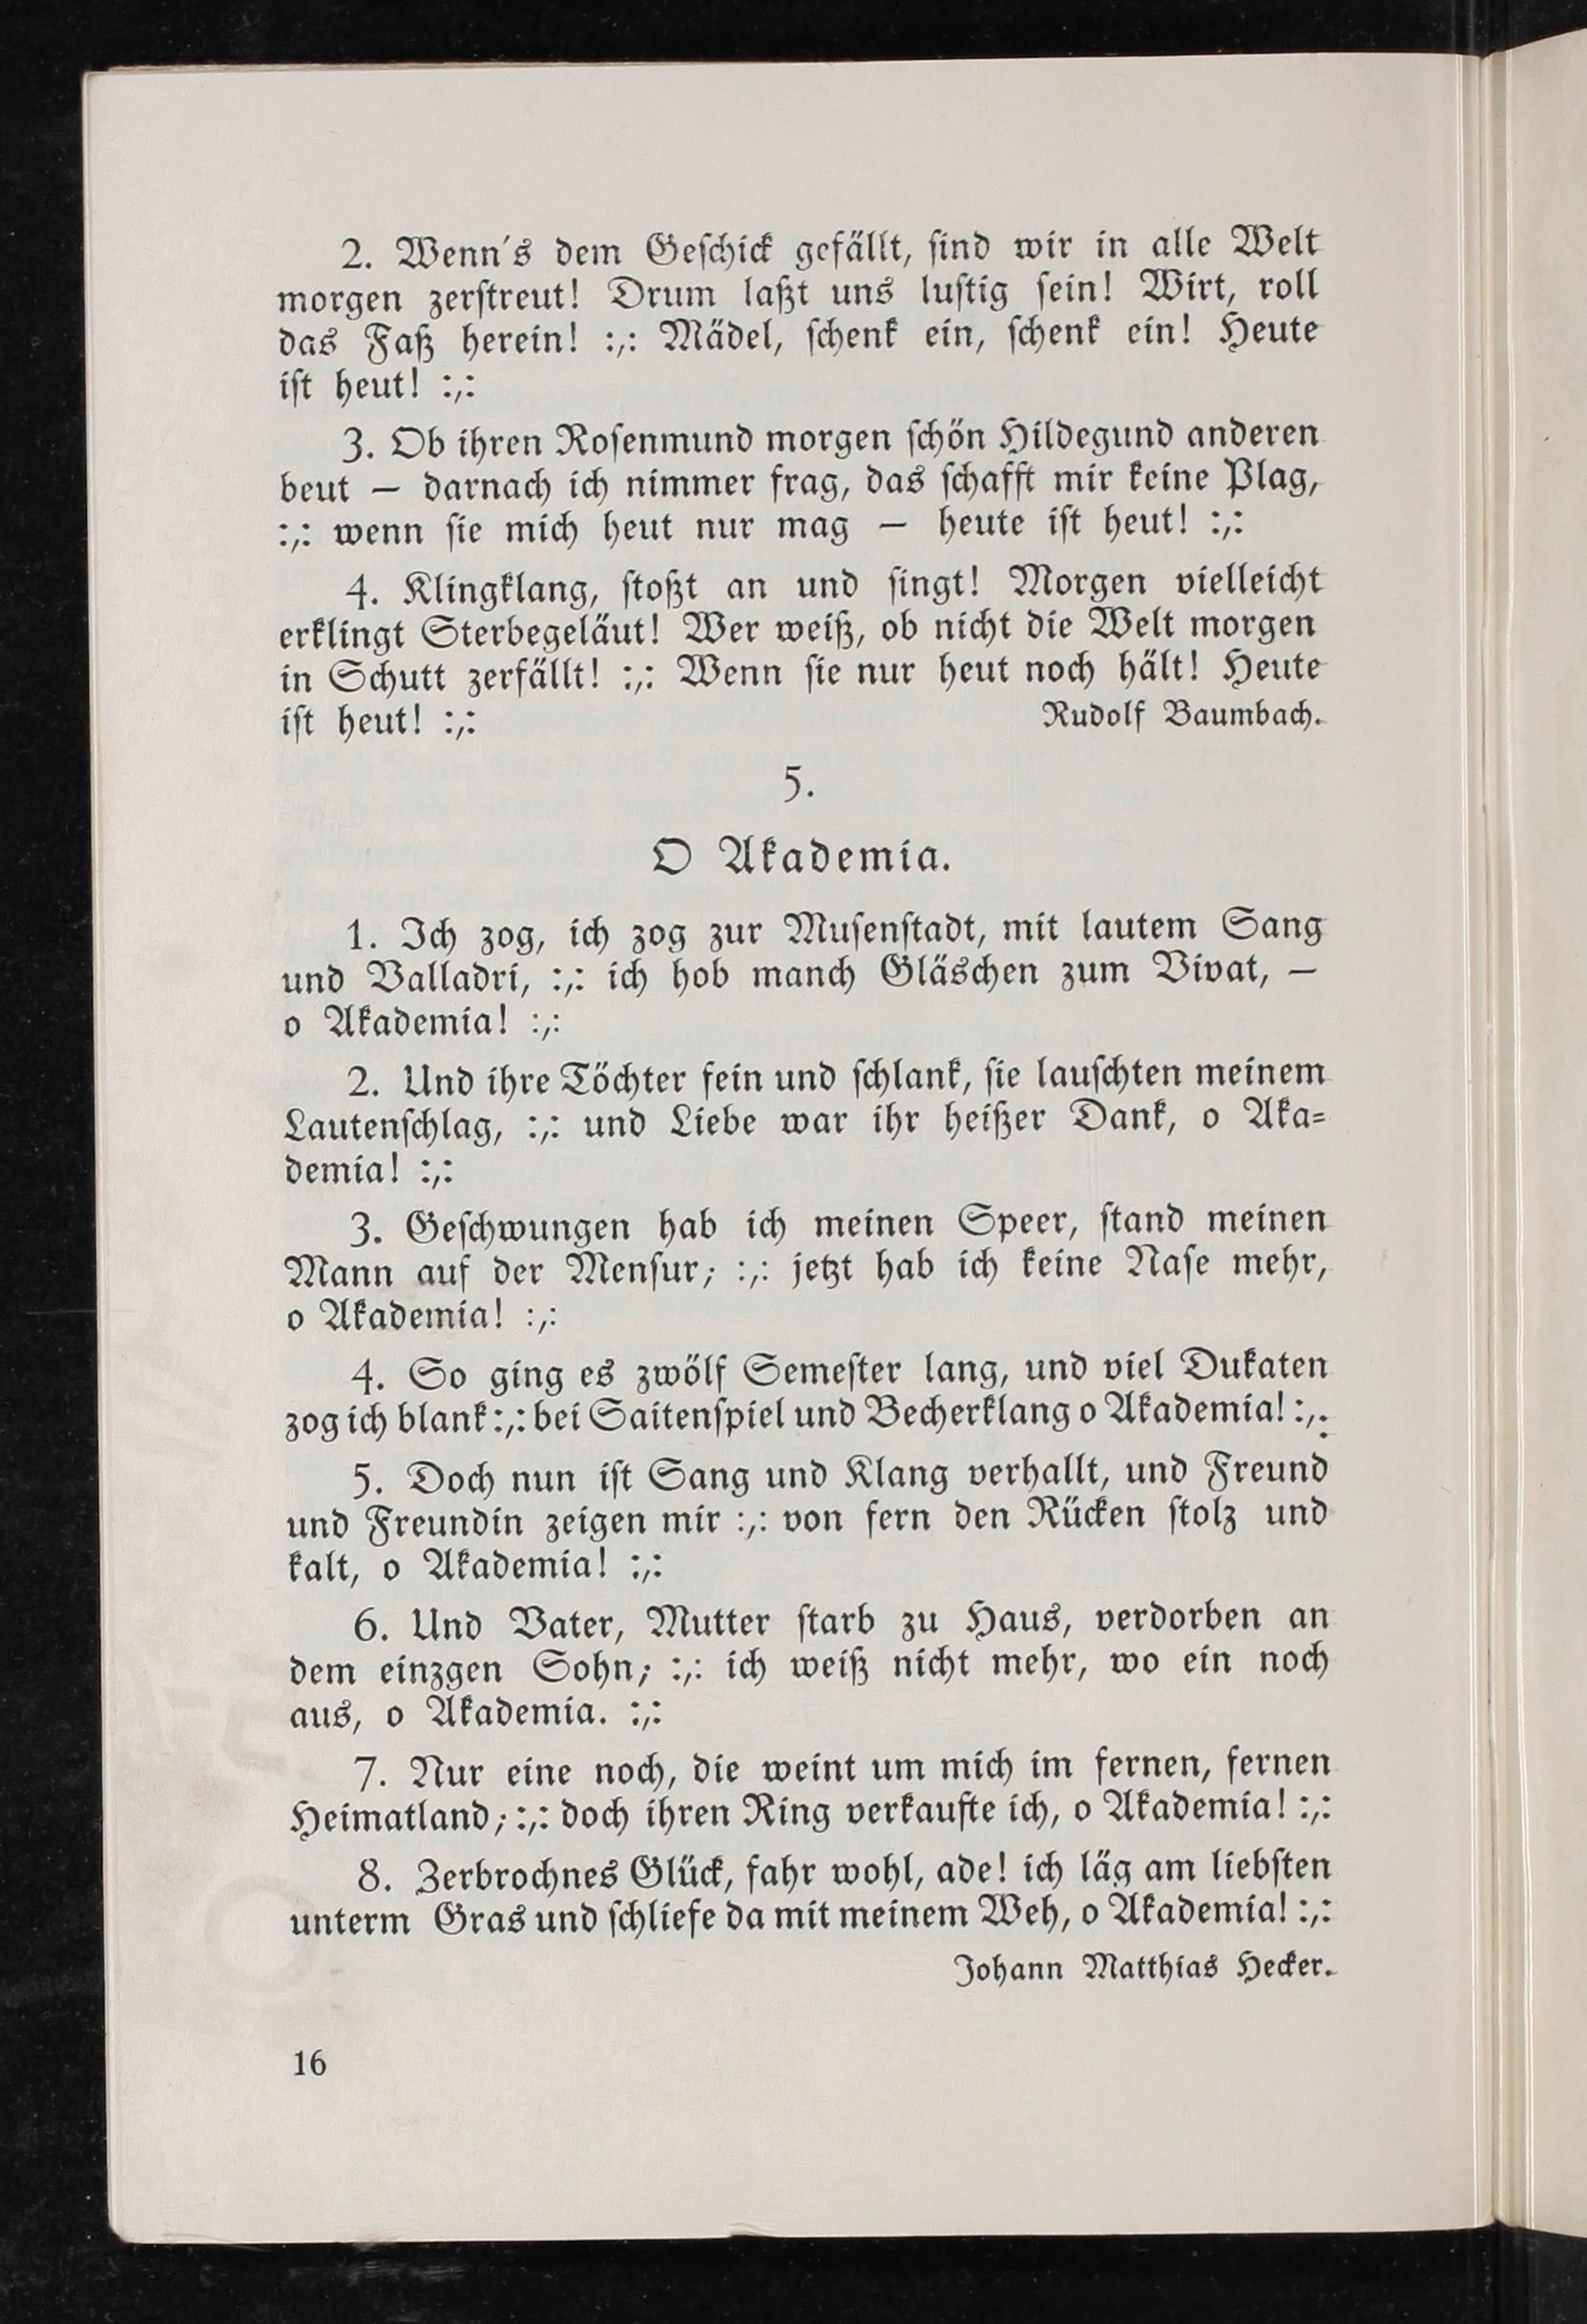 2. Wenn's dem Geschick gefällt, sind wir in alle Welt
morgen zerstreut! Drum laßt uns lustig sein! Wirt, roll
das Faß herein! :,: Mädel, schenk ein, schenk ein! Heute
ist heut! :,:
3. Ob ihren Rosenmund morgen schön Hildegund anderen
beut — darnach ich nimmer frag, das schafft mir keine Plag,
:,: wenn sie mich heut nur mag — heute ist heut! :,:
4. Klingklang, stoßt an und singt! Morgen vielleicht
erklingt Sterbegeläut! Wer weiß, ob nicht die Welt morgen
in Schutt zerfällt! :,: Wenn sie nur heut noch hält! Heute
ist heut! :,: Rudolf Baumbach.
5.
O Akademia.
1. Ich zog, ich zog zur Musenstadt, mit lautem Sang
und Valladri, :,: ich hob manch Gläschen zum Vivat, —
o Akademia! :,:
2. Und ihre Töchter fein und schlank, sie lauschten meinem
Lautenschlag, :,: und Liebe war ihr heißer Dank, o Aka-
demia! :,:
3. Geschwungen hab ich meinen Speer, stand meinen
Mann auf der Mensur; :,: jetzt hab ich keine Nase mehr,
o Akademia! :,:
4. So ging es zwölf Semester lang, und viel Dukaten
zog ich blank :,: bei Saitenspiel und Becherklang o Akademia! :,:
5. Doch nun ist Sang und Klang verhallt, und Freund
und Freundin zeigen mir :,: von fern den Rücken stolz und
kalt, o Akademia! :,:
6. Und Vater, Mutter starb zu Haus, verdorben an
dem einzgen Sohn; :,: ich weiß nicht mehr, wo ein noch
aus, o Akademia. :,:
7. Nur eine noch, die weint um mich im fernen, fernen
Heimatland; :,: doch ihren Ring verkaufte ich, o Akademia! :,:
8. Zerbrochnes Glück, fahr wohl, ade! ich läg am liebsten
unterm Gras und schliefe da mit meinem Weh, o Akademia! :,:
Johann Matthias Hecker.
16